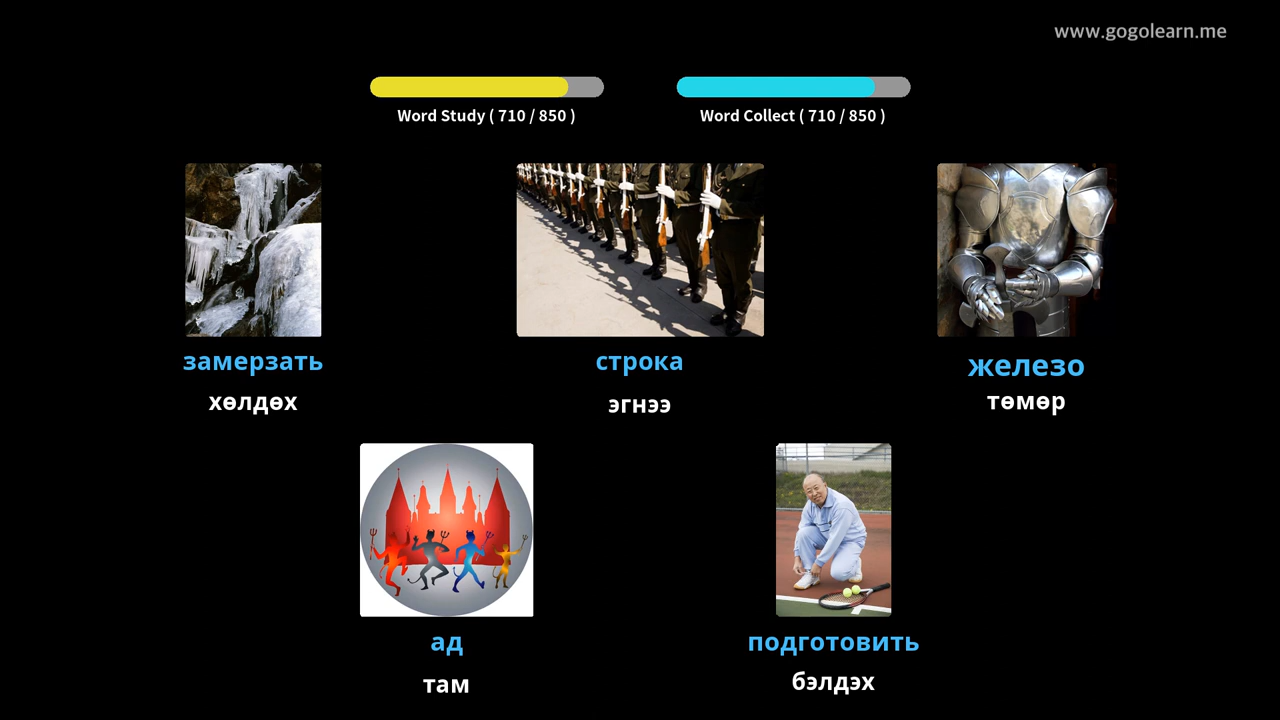 www.gogolearn.me
Word Study ( 710 / 850 )
Word Collect ( 710 / 850 )
замерзать
хөлдөх
строка
эгнээ
железо
төмөр
ад
там
подготовить
бэлдэх